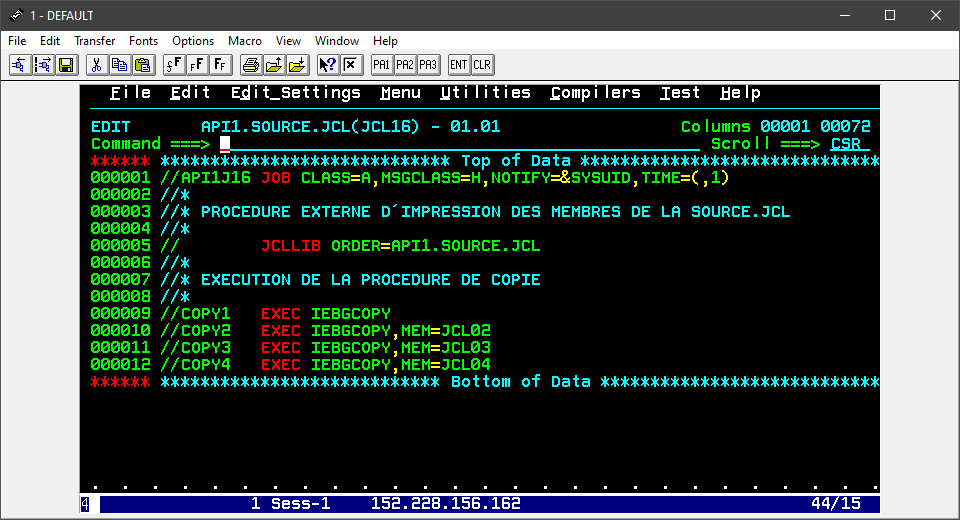 1 - DEFAULT
File Edit Transfer Fonts Options Macro View Window Help
FF FF FF PA1 PA2 PA3 ENT CLR
File Edit Edit_Settings Menu Utilities Compilers Test Help
EDIT API1.SOURCE.JCL(JCL16) - 01.01 Columns 00001 00072
Command ===> Scroll ===> CSR
****** ***************************** Top of Data ******************************
000001 //API1J16 JOB CLASS=A,MSGCLASS=H,NOTIFY=&SYSUID,TIME=(,1)
000002 //*
000003 //* PROCEDURE EXTERNE D´IMPRESSION DES MEMBRES DE LA SOURCE.JCL
000004 //*
000005 // JCLLIB ORDER=API1.SOURCE.JCL
000006 //*
000007 //* EXECUTION DE LA PROCEDURE DE COPIE
000008 //*
000009 //COPY1 EXEC IEBGCOPY
000010 //COPY2 EXEC IEBGCOPY,MEM=JCL02
000011 //COPY3 EXEC IEBGCOPY,MEM=JCL03
000012 //COPY4 EXEC IEBGCOPY,MEM=JCL04
****** **************************** Bottom of Data ****************************
4 1 Sess-1 152.228.156.162 44/15